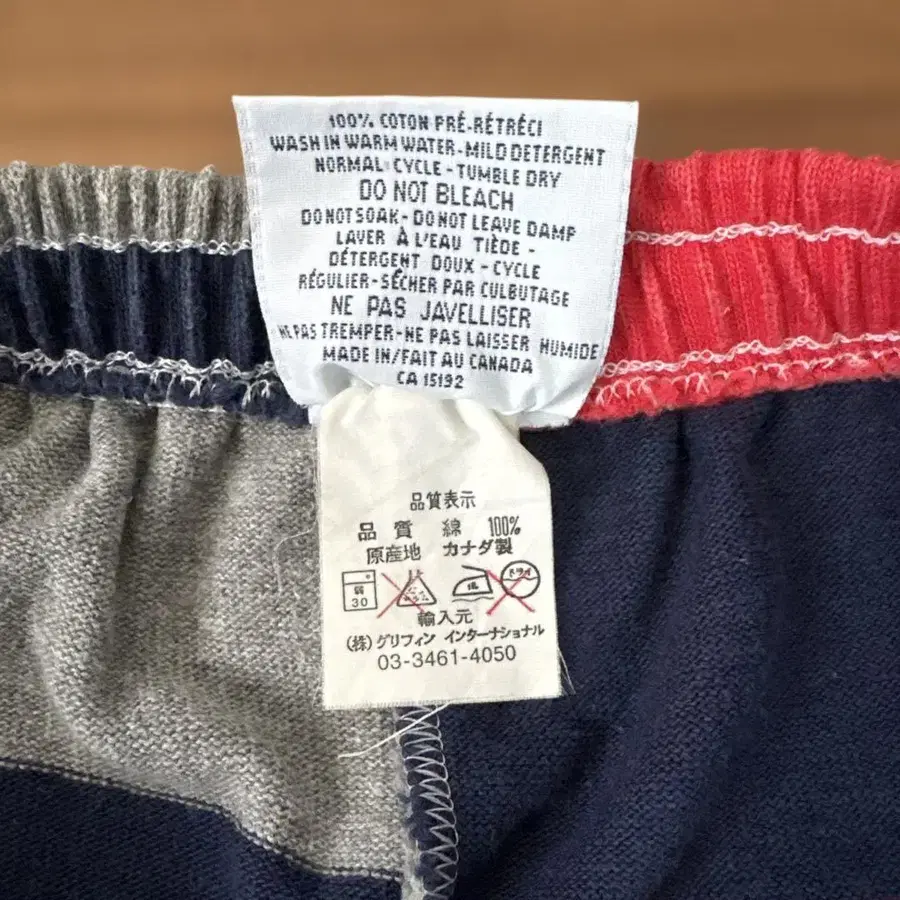 100% COTON PRÉ-RÉTRÉCI
WASH IN WARM WATER-MILD DETERGENT
NORMAL CYCLE-TUMBLE DRY
DO NOT BLEACH
DO NOT SOAK-DO NOT LEAVE DAMP
LAVER À L'EAU TIÈDE-
DÉTERGENT DOUX-CYCLE
RÉGULIER-SÉCHER PAR CULBUTAGE
NE PAS JAVELLISER
NE PAS TREMPER-NE PAS LAISSER HUMIDE
MADE IN/FAIT AU CANADA
CA 15192
品質表示
品質 綿 100%
原産地 カナダ製
弱 30 低 ドライ
輸入元
(株)グリフィン インターナショナル
03-3461-4050